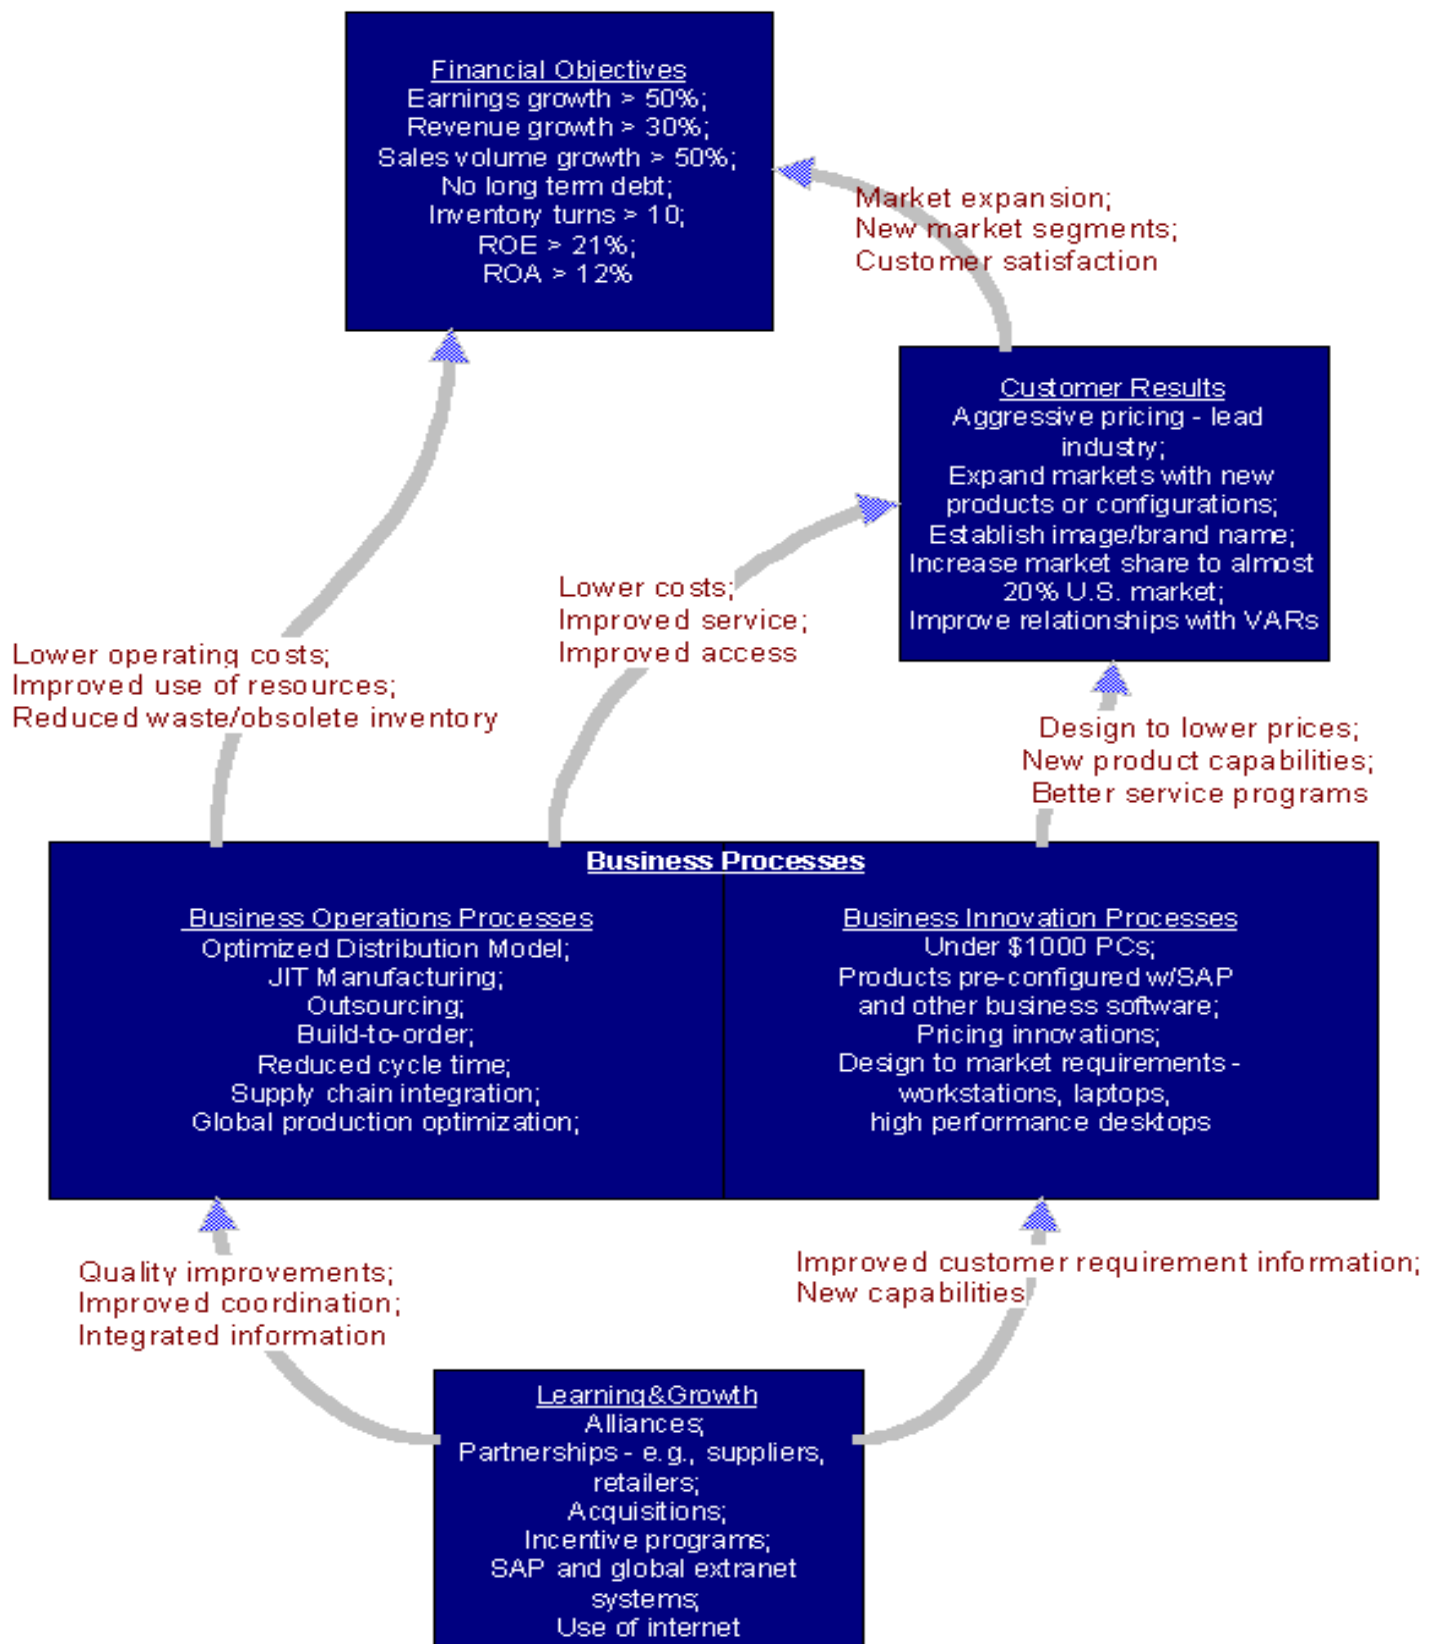 Financial Objectives
Earnings growth > 50%;
Revenue growth > 30%;
Sales volume growth > 50%;
No long term debt;
Inventory turns > 10;
ROE > 21%;
ROA > 12%
Market expansion;
New market segments;
Customer satisfaction
Customer Results
Aggressive pricing - lead
industry;
Expand markets with new
products or configurations;
Establish image/brand name;
Increase market share to almost
20% U.S. market;
Improve relationships with VARs
Lower costs;
Improved service;
Improved access
Lower operating costs;
Improved use of resources;
Reduced waste/obsolete inventory
Design to lower prices;
New product capabilities;
Better service programs
Business Processes
Business Operations Processes
Optimized Distribution Model;
JIT Manufacturing;
Outsourcing;
Build-to-order;
Reduced cycle time;
Supply chain integration;
Global production optimization;
Business Innovation Processes
Under $1000 PCs;
Products pre-configured w/SAP
and other business software;
Pricing innovations;
Design to market requirements -
workstations, laptops,
high performance desktops
Quality improvements;
Improved coordination;
Integrated information
Improved customer requirement information;
New capabilities
Learning&Growth
Alliances;
Partnerships - e.g., suppliers,
retailers;
Acquisitions;
Incentive programs;
SAP and global extranet
systems;
Use of internet